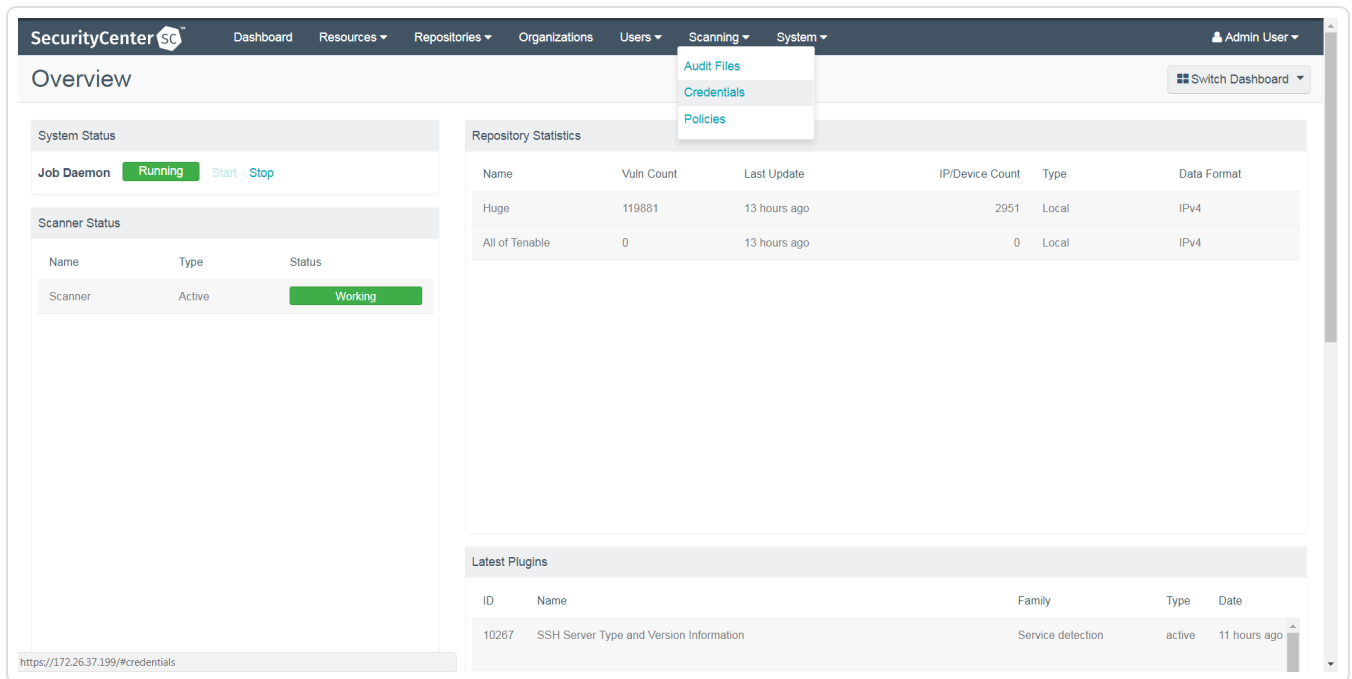 SecurityCenter SC™ Dashboard Resources Repositories Organizations Users Scanning System Admin User
Audit Files
Credentials
Policies
Overview
Switch Dashboard
System Status
Job Daemon Running Start Stop
Scanner Status
Name Type Status
Scanner Active Working
Repository Statistics
Name Vuln Count Last Update IP/Device Count Type Data Format
Huge 119881 13 hours ago 2951 Local IPv4
All of Tenable 0 13 hours ago 0 Local IPv4
Latest Plugins
ID Name Family Type Date
10267 SSH Server Type and Version Information Service detection active 11 hours ago
https://172.26.37.199/#credentials